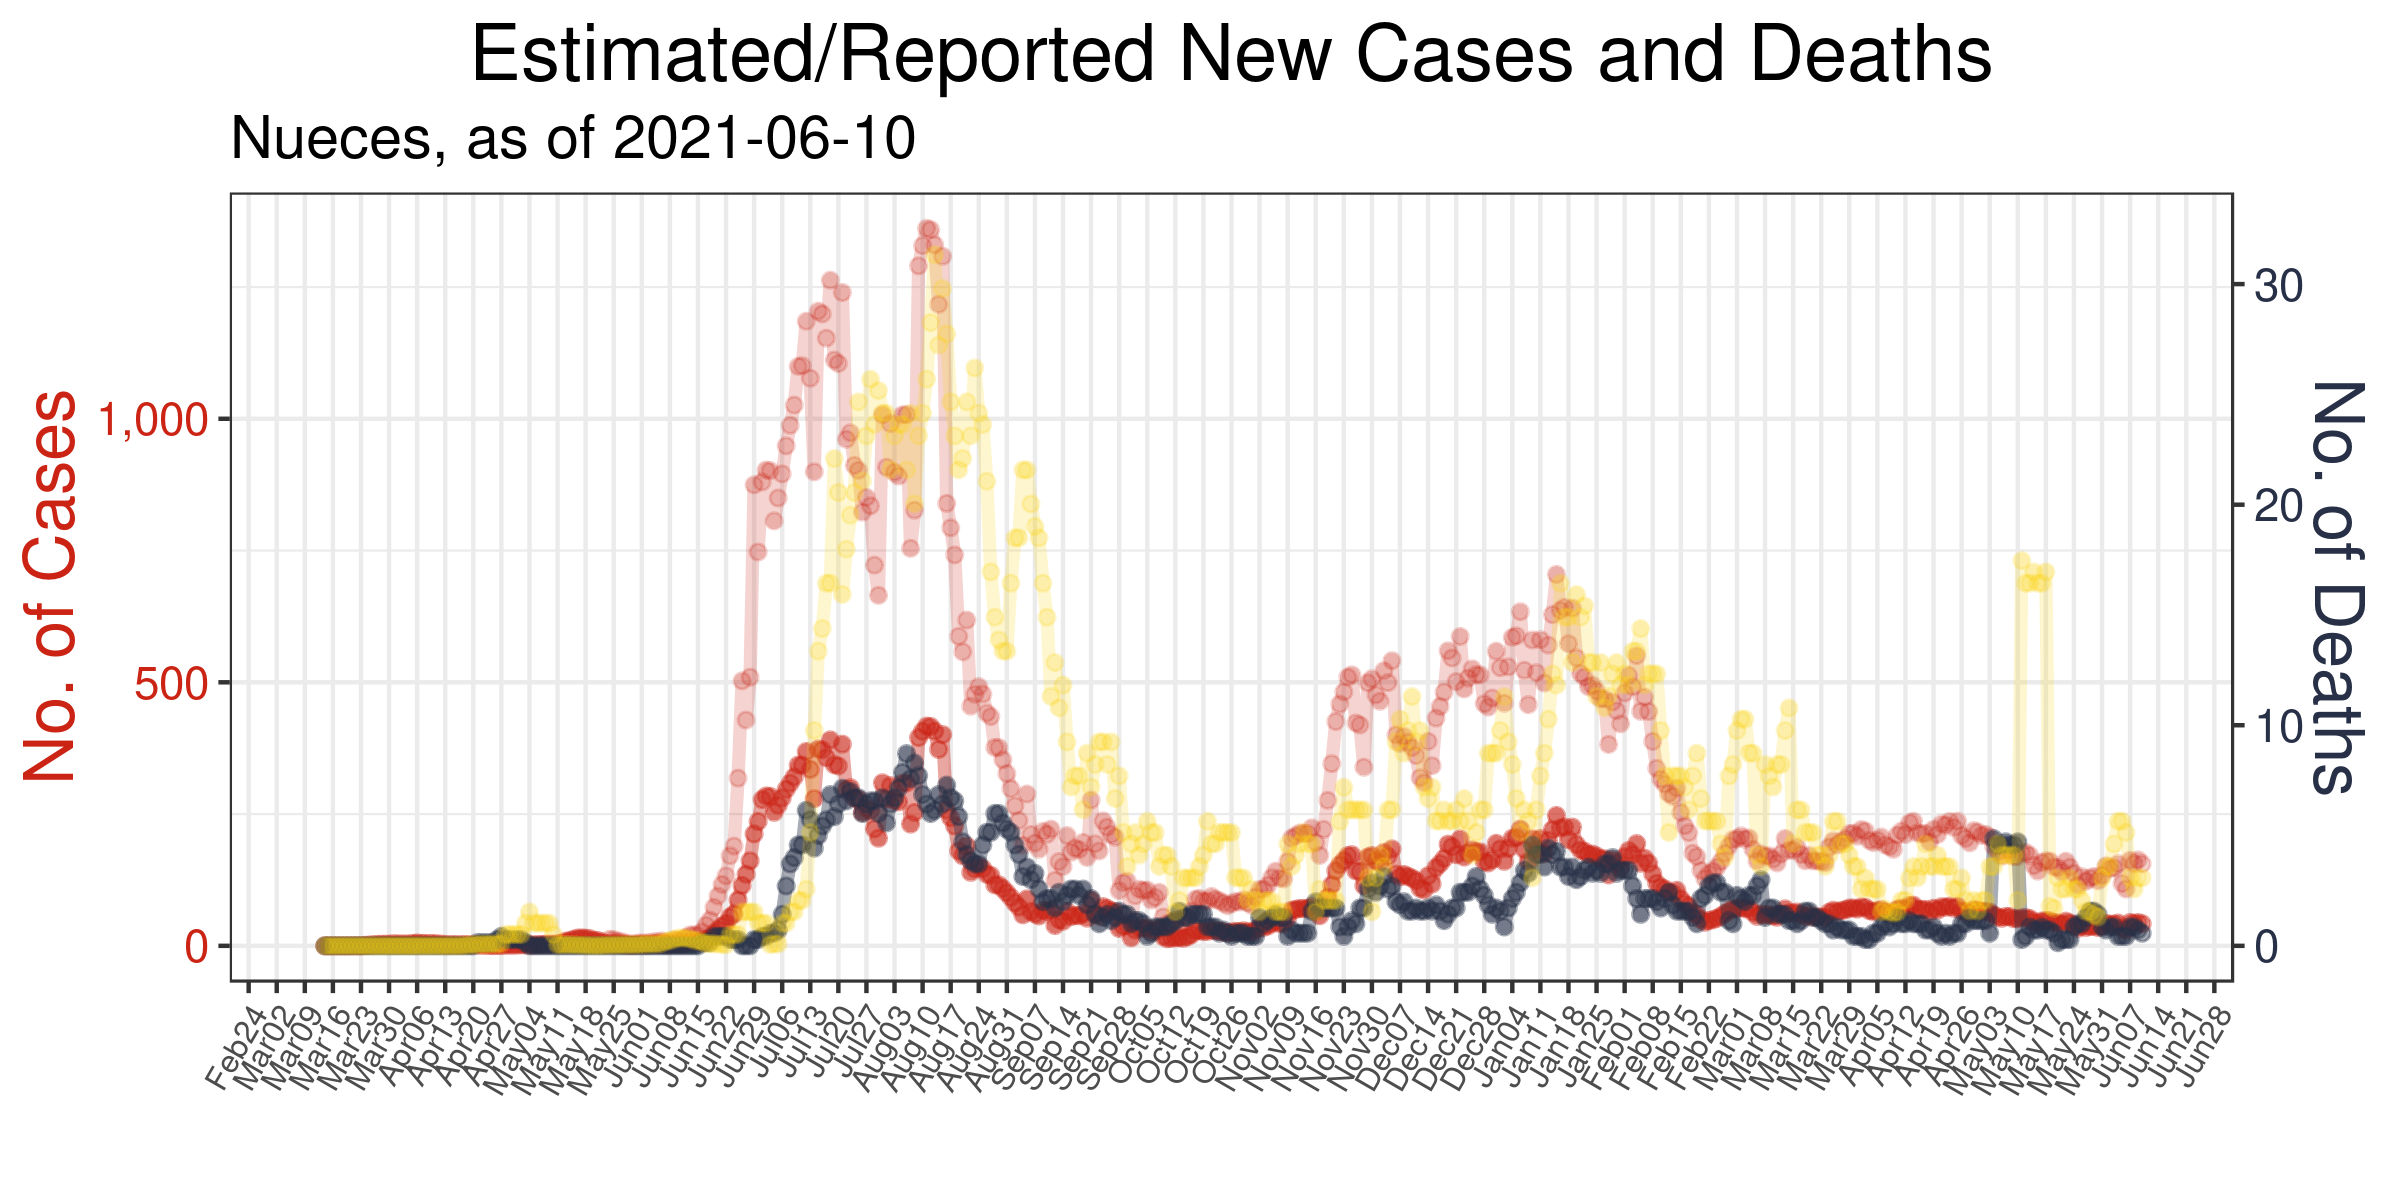 Estimated/Reported New Cases and Deaths
Nueces, as of 2021-06-10
No. of Cases
1,000
500
0
30
20
10
0
No. of Deaths
Feb24
Mar02
Mar09
Mar16
Mar23
Mar30
Apr06
Apr13
Apr20
Apr27
May04
May11
May18
May25
Jun01
Jun08
Jun15
Jun22
Jun29
Jul06
Jul13
Jul20
Jul27
Aug03
Aug10
Aug17
Aug24
Aug31
Sep07
Sep14
Sep21
Sep28
Oct05
Oct12
Oct19
Oct26
Nov02
Nov09
Nov16
Nov23
Nov30
Dec07
Dec14
Dec21
Dec28
Jan04
Jan11
Jan18
Jan25
Feb01
Feb08
Feb15
Feb22
Mar01
Mar08
Mar15
Mar22
Mar29
Apr05
Apr12
Apr19
Apr26
May03
May10
May17
May24
May31
Jun07
Jun14
Jun21
Jun28